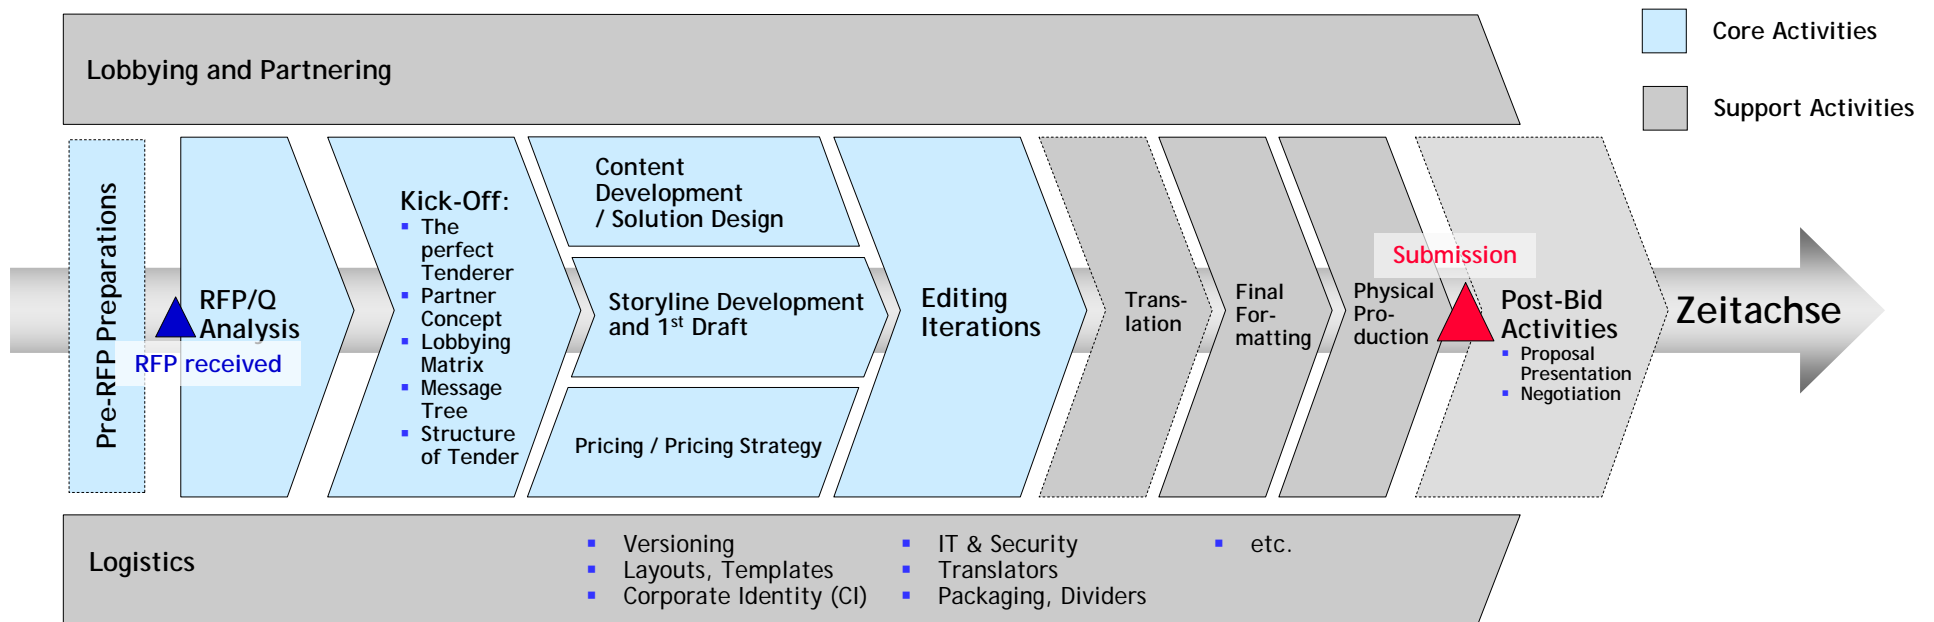 Core Activities
Support Activities
Lobbying and Partnering
Pre-RFP Preparations
RFP/Q
Analysis
RFP received
Kick-Off:
▪ The
perfect
Tenderer
▪ Partner
Concept
▪ Lobbying
Matrix
▪ Message
Tree
▪ Structure
of Tender
Content
Development
/ Solution Design
Storyline Development
and 1st Draft
Pricing / Pricing Strategy
Editing
Iterations
Trans-
lation
Final
For-
matting
Physical
Pro-
duction
Submission
Post-Bid
Activities
▪ Proposal
Presentation
▪ Negotiation
Zeitachse
Logistics
▪ Versioning
▪ Layouts, Templates
▪ Corporate Identity (CI)
▪ IT & Security
▪ Translators
▪ Packaging, Dividers
▪ etc.